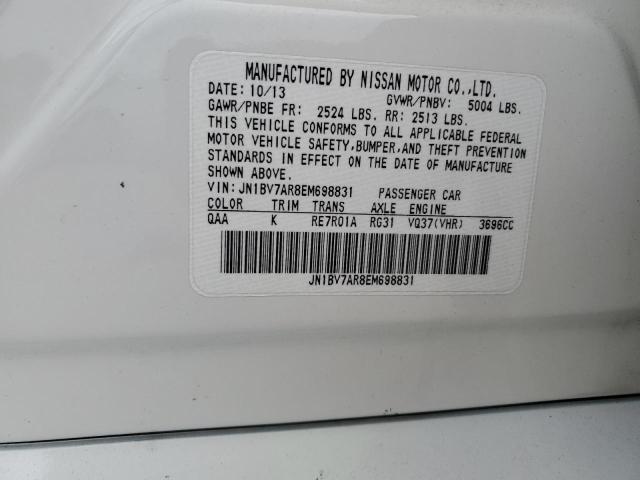 MANUFACTURED BY NISSAN MOTOR CO.,LTD.
DATE: 10/13 GVWR/PNBV: 5004 LBS.
GAWR/PNBE FR: 2524 LBS. RR: 2513 LBS.
THIS VEHICLE CONFORMS TO ALL APPLICABLE FEDERAL
MOTOR VEHICLE SAFETY,BUMPER,AND THEFT PREVENTION
STANDARDS IN EFFECT ON THE DATE OF MANUFACTURE
SHOWN ABOVE.
VIN: JN1BV7AR8EM698831 PASSENGER CAR
COLOR TRIM TRANS AXLE ENGINE
QAA K RE7R01A RG31 VQ37(VHR) 3696CC
JN1BV7AR8EM698831